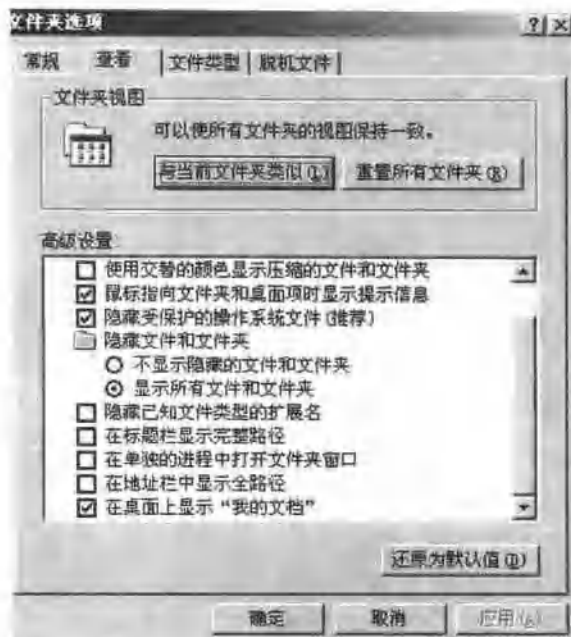 文件夹选项
常规 查看 文件类型 脱机文件
文件夹视图
可以使所有文件夹的视图保持一致。
与当前文件夹类似(L) 重置所有文件夹(R)
高级设置
使用交替的颜色显示压缩的文件和文件夹
鼠标指向文件夹和桌面项时显示提示信息
隐藏受保护的操作系统文件(推荐)
隐藏文件和文件夹
不显示隐藏的文件和文件夹
显示所有文件和文件夹
隐藏已知文件类型的扩展名
在标题栏显示完整路径
在单独的进程中打开文件夹窗口
在地址栏中显示全路径
在桌面上显示“我的文档”
还原为默认值(D)
确定 取消 应用(A)